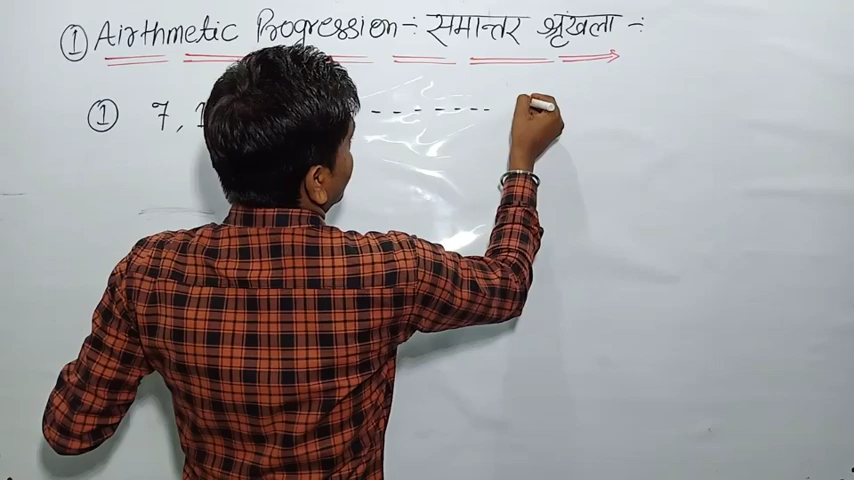 ① Airthmetic Progression :- समान्तर श्रृंखला :-
① 7, 1 - - - - - - -